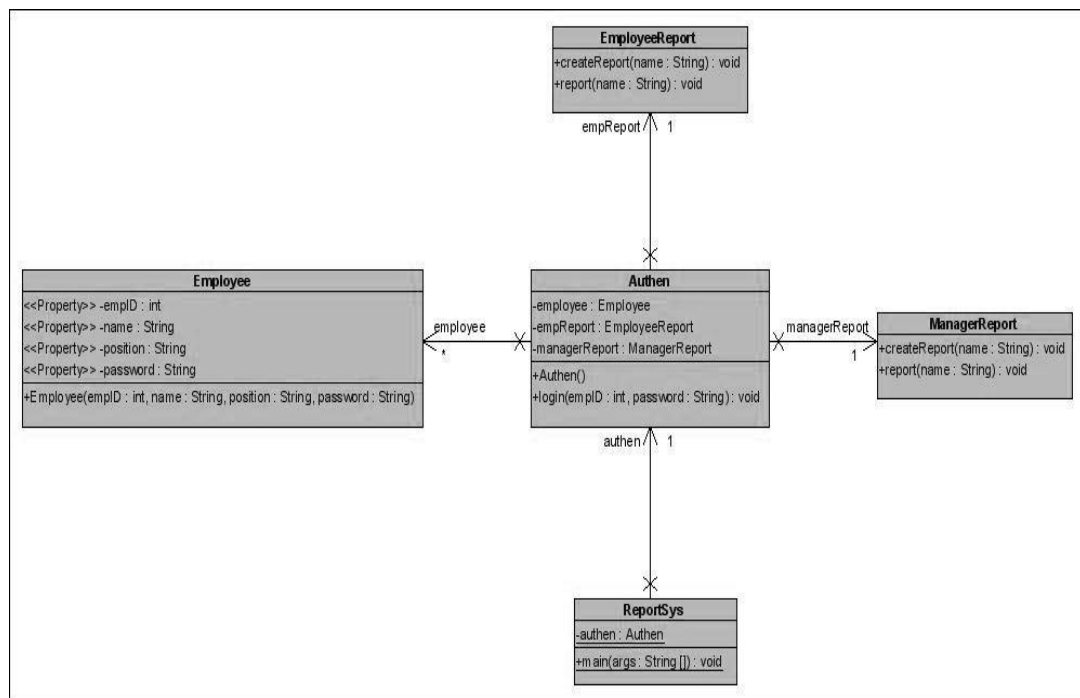 EmployeeReport
+createReport(name : String) : void
+report(name : String) : void
empReport
1
Employee
<<Property>> -empID : int
<<Property>> -name : String
<<Property>> -position : String
<<Property>> -password : String
+Employee(empID : int, name : String, position : String, password : String)
employee
*
Authen
-employee : Employee
-empReport : EmployeeReport
-managerReport : ManagerReport
+Authen()
+login(empID : int, password : String) : void
managerReport
1
ManagerReport
+createReport(name : String) : void
+report(name : String) : void
authen
1
ReportSys
-authen : Authen
+main(args : String []) : void